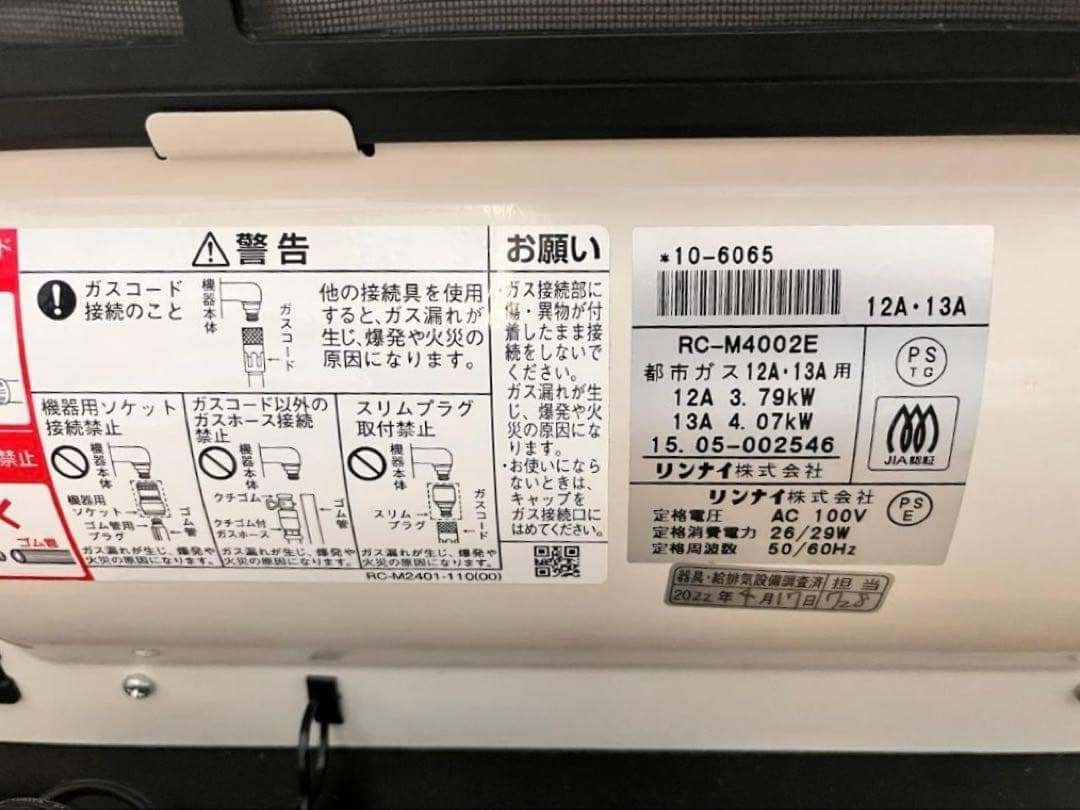 ド
禁止
く
ゴム管
警告
ガスコード
接続のこと
機器本体
ガスコード
他の接続具を使用
すると、ガス漏れが
生じ、爆発や火災の
原因になります。
機器用ソケット
接続禁止
機器本体
機器用
ソケット
ゴム管用
プラグ
ゴム管
ガス漏れが生じ、爆発や
火災の原因になります。
ガスコード以外の
ガスホース接続
禁止
機器本体
クチゴム
クチゴム付
ガスホース
ゴム管
ガス漏れが生じ、爆発や
火災の原因になります。
スリムプラグ
取付禁止
機器本体
スリム
プラグ
ガスコード
ガス漏れが生じ、爆発や
火災の原因になります。
RC-M2401-110(00)
お願い
・ガス接続部に
傷・異物が付
着したまま接
続をしないで
ください。
ガス漏れが生
じ、爆発や火
災の原因にな
ります。
・お使いになら
ないときは、
キャップを
ガス接続口に
はめてください。
*10-6065
12A・13A
RC-M4002E
都市ガス12A・13A用
12A 3.79kW
13A 4.07kW
15.05-002546
リンナイ株式会社
PS
TG
JIA認証
リンナイ株式会社
PS
E
定格電圧 AC 100V
定格消費電力 26/29W
定格周波数 50/60Hz
器具・給排気設備調査済 担当
2022年4月17日 728